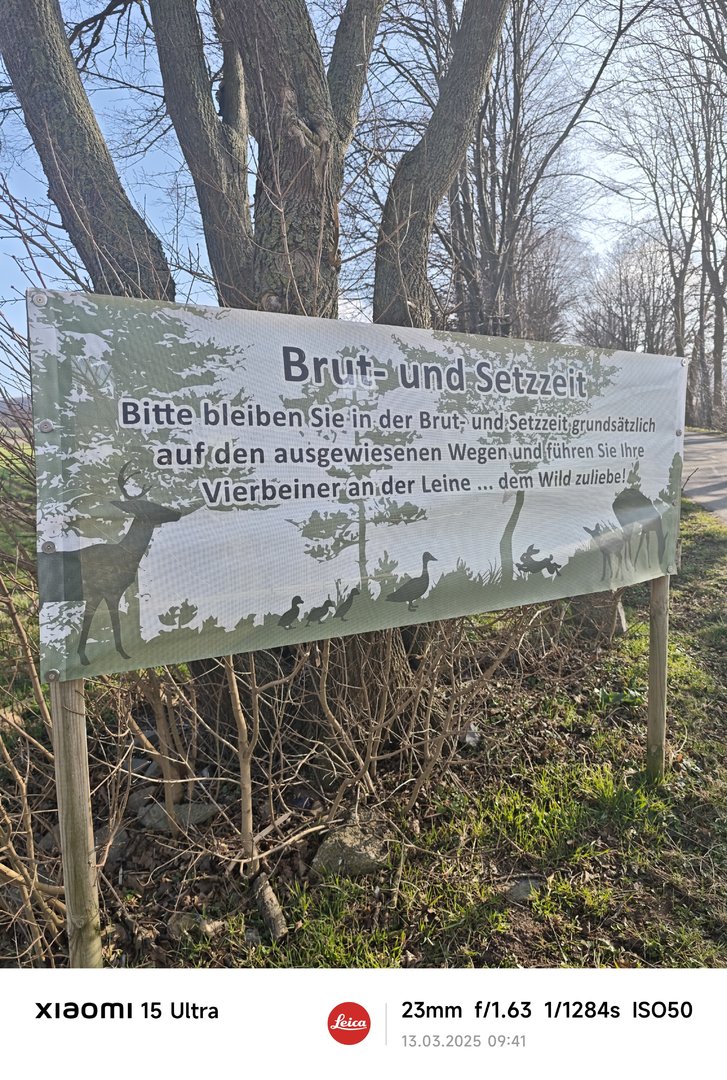 Brut- und Setzzeit
Bitte bleiben Sie in der Brut- und Setzzeit grundsätzlich
auf den ausgewiesenen Wegen und führen Sie Ihre
Vierbeiner an der Leine ... dem Wild zuliebe!
XIAOMI 15 Ultra
Leica
23mm f/1.63 1/1284s ISO50
13.03.2025 09:41